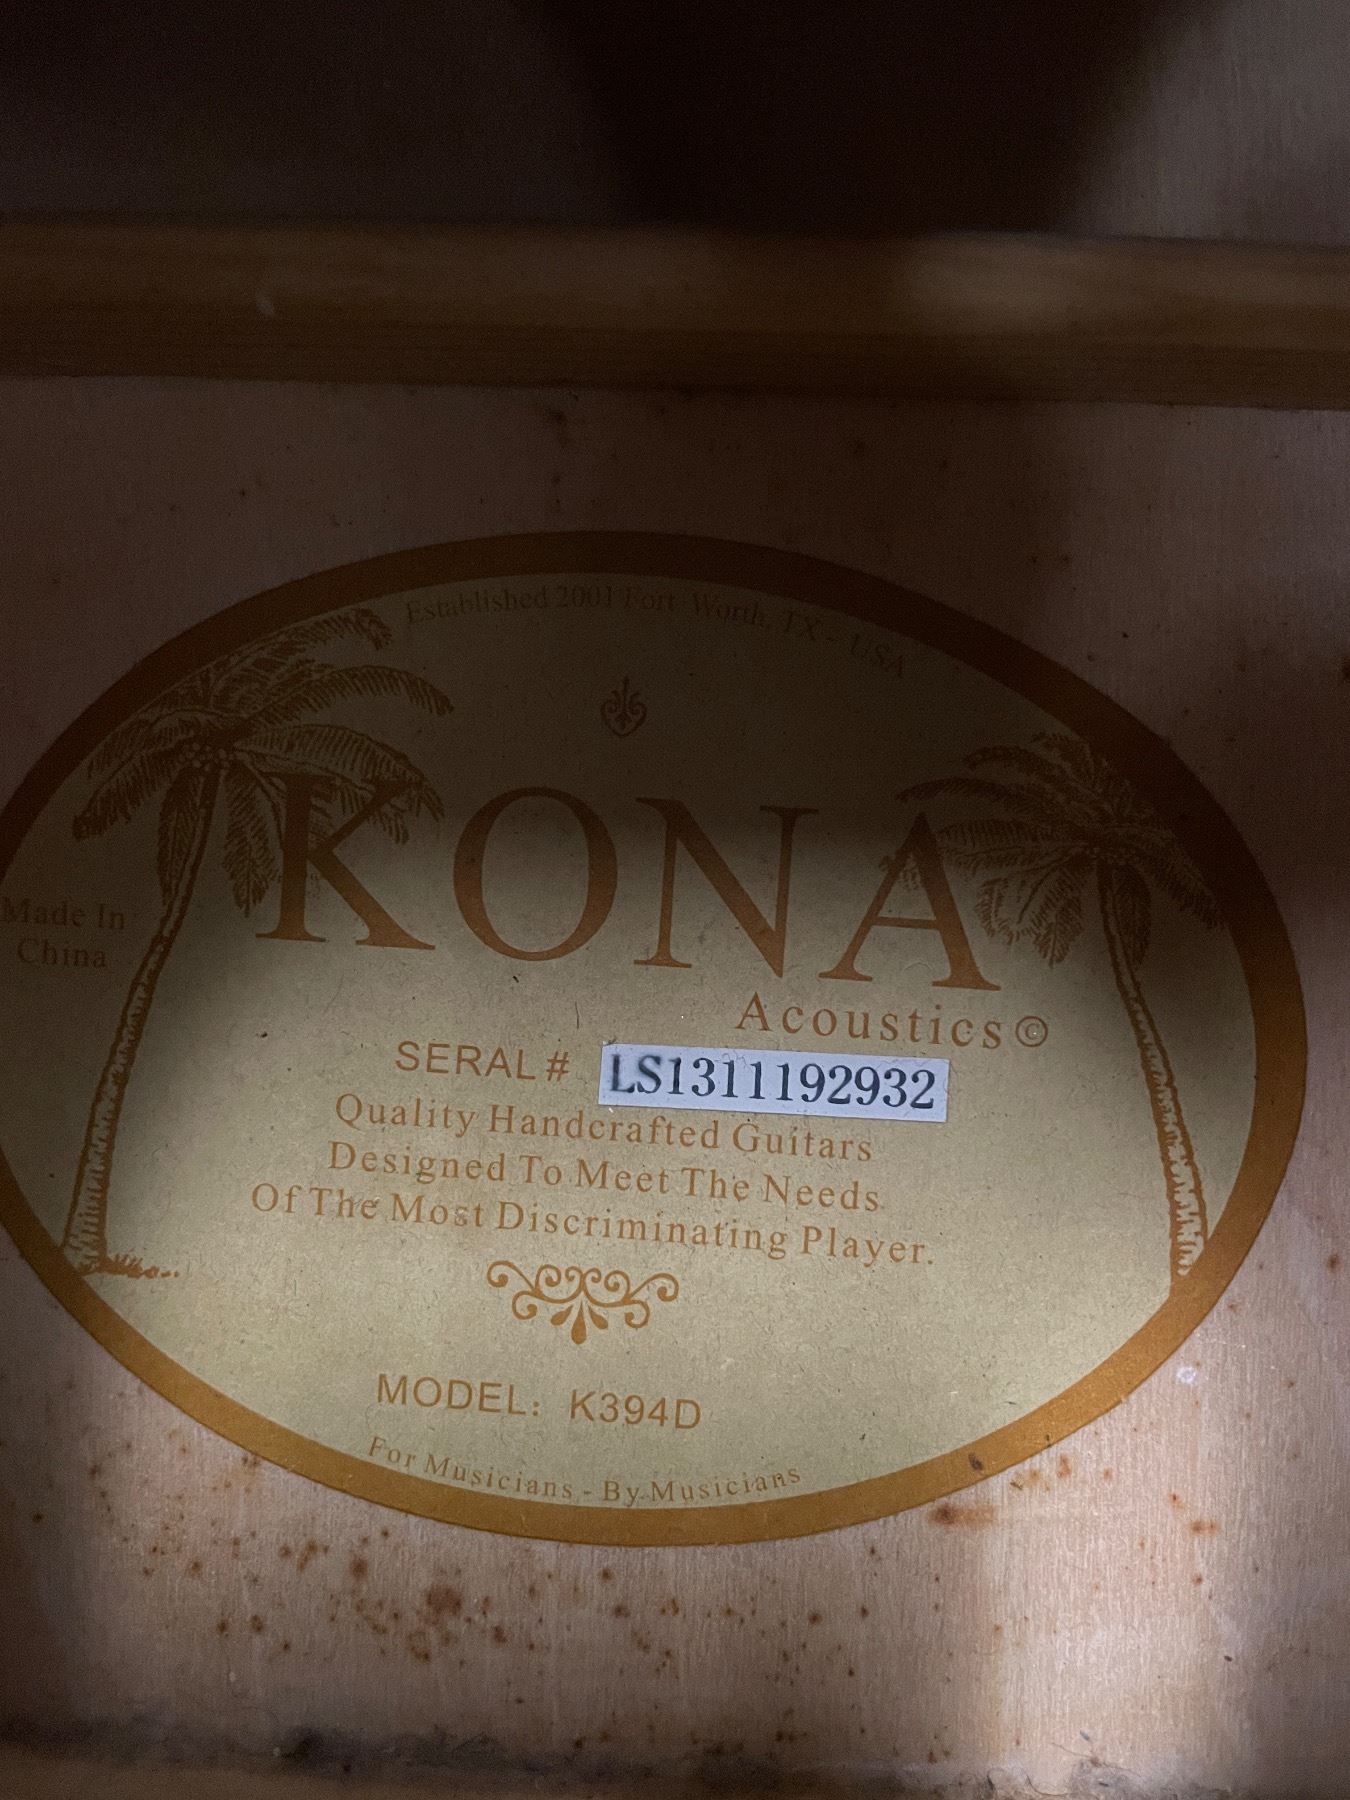 Established 2001 Fort Worth, TX - USA
KONA
Made In
China
Acoustics©
SERAL # LS1311192932
Quality Handcrafted Guitars
Designed To Meet The Needs
Of The Most Discriminating Player.
MODEL: K394D
For Musicians - By Musicians